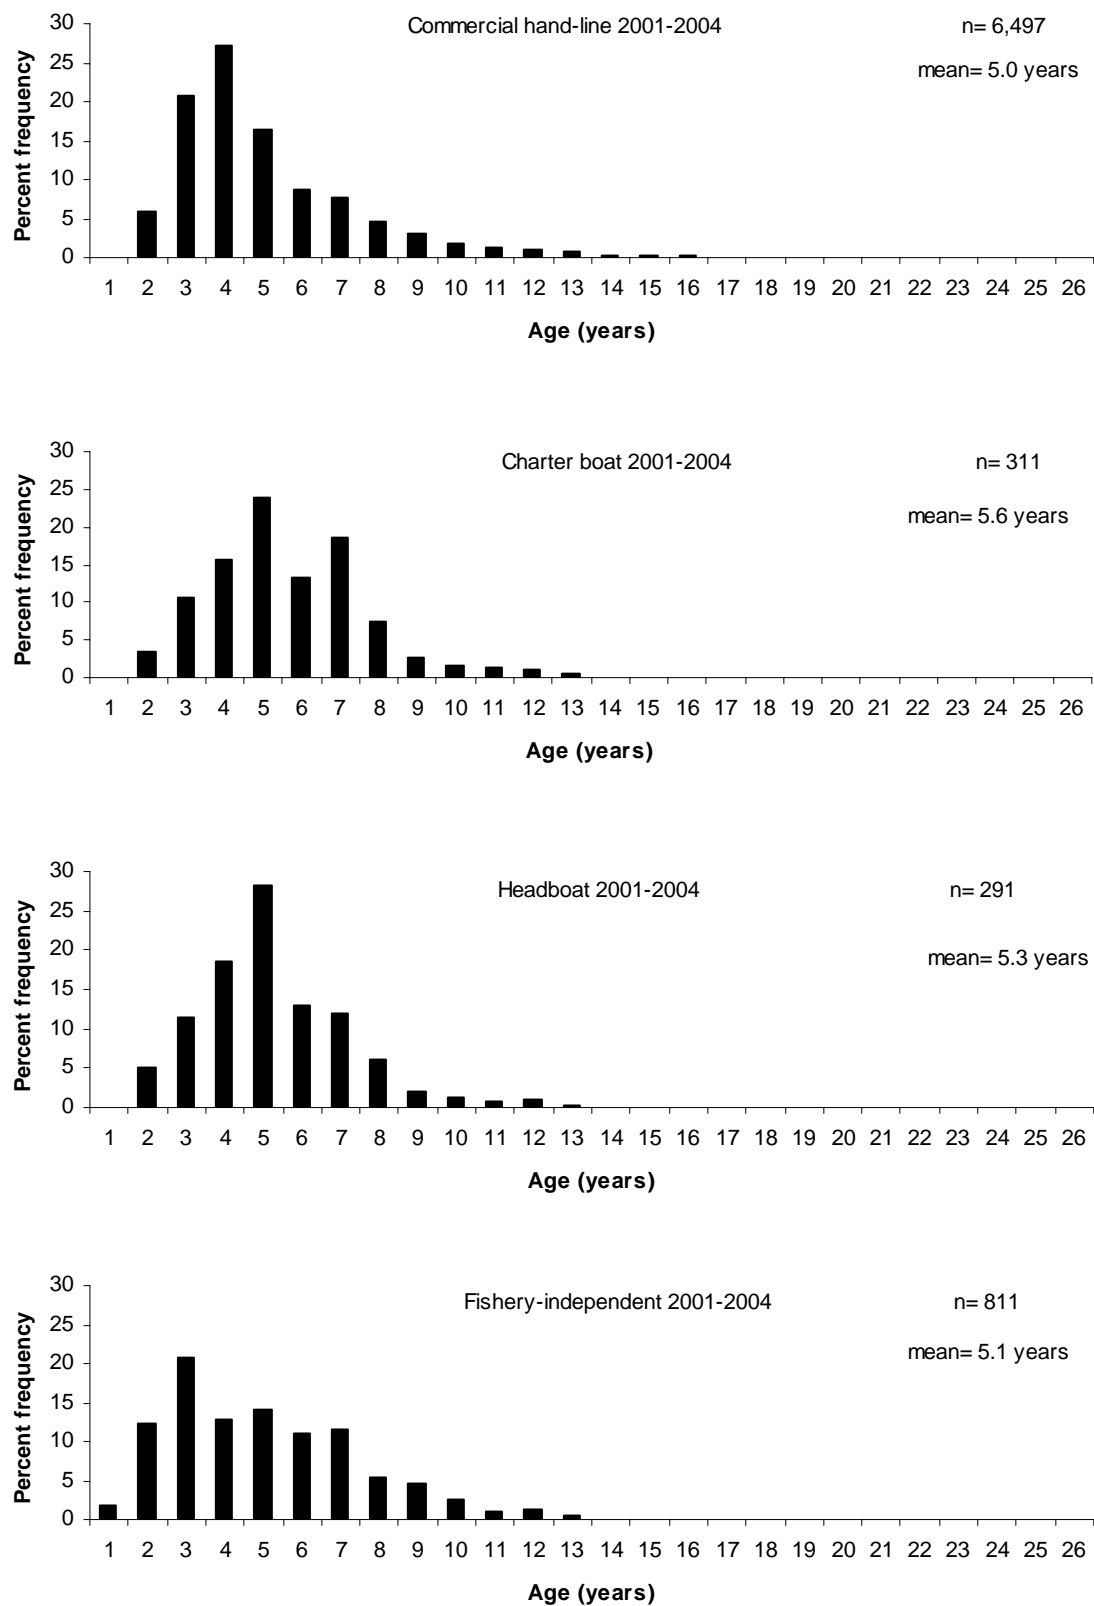 Commercial hand-line 2001-2004 n= 6,497
mean= 5.0 years
Percent frequency
30
25
20
15
10
5
0
1 2 3 4 5 6 7 8 9 10 11 12 13 14 15 16 17 18 19 20 21 22 23 24 25 26
Age (years)
Charter boat 2001-2004 n= 311
mean= 5.6 years
Percent frequency
30
25
20
15
10
5
0
1 2 3 4 5 6 7 8 9 10 11 12 13 14 15 16 17 18 19 20 21 22 23 24 25 26
Age (years)
Headboat 2001-2004 n= 291
mean= 5.3 years
Percent frequency
30
25
20
15
10
5
0
1 2 3 4 5 6 7 8 9 10 11 12 13 14 15 16 17 18 19 20 21 22 23 24 25 26
Age (years)
Fishery-independent 2001-2004 n= 811
mean= 5.1 years
Percent frequency
30
25
20
15
10
5
0
1 2 3 4 5 6 7 8 9 10 11 12 13 14 15 16 17 18 19 20 21 22 23 24 25 26
Age (years)